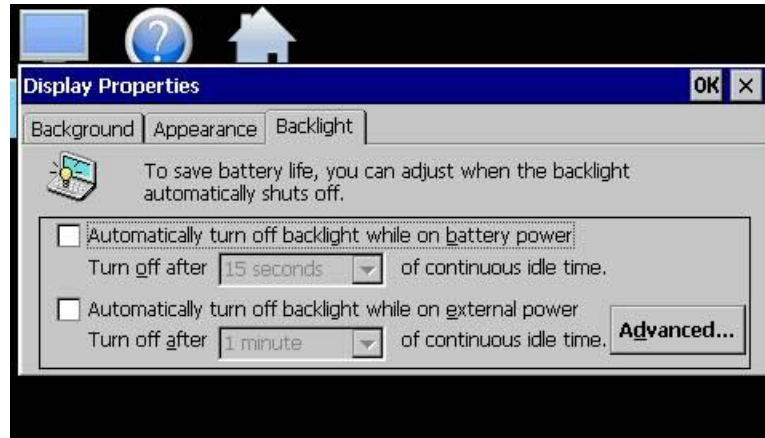 ?
Display Properties OK ×
Background Appearance Backlight
To save battery life, you can adjust when the backlight
automatically shuts off.
Automatically turn off backlight while on battery power
Turn off after 15 seconds of continuous idle time.
Automatically turn off backlight while on external power
Turn off after 1 minute of continuous idle time.
Advanced...